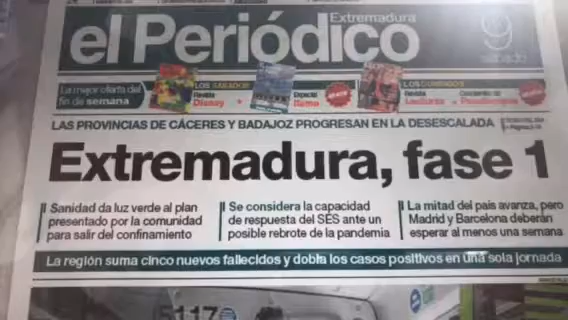 Extremadura
el Periódico
9
sábado
La mejor oferta del
fin de semana
LOS SÁBADOS
Revista
Disney +
Especial
LOS DOMINGOS
Revista
Lecturas +
LAS PROVINCIAS DE CÁCERES Y BADAJOZ PROGRESAN EN LA DESESCALADA
Extremadura, fase 1
Sanidad da luz verde al plan
presentado por la comunidad
para salir del confinamiento
Se considera la capacidad
de respuesta del SES ante un
posible rebrote de la pandemia
La mitad del país avanza, pero
Madrid y Barcelona deberán
esperar al menos una semana
La región suma cinco nuevos fallecidos y dobla los casos positivos en una sola jornada
5117